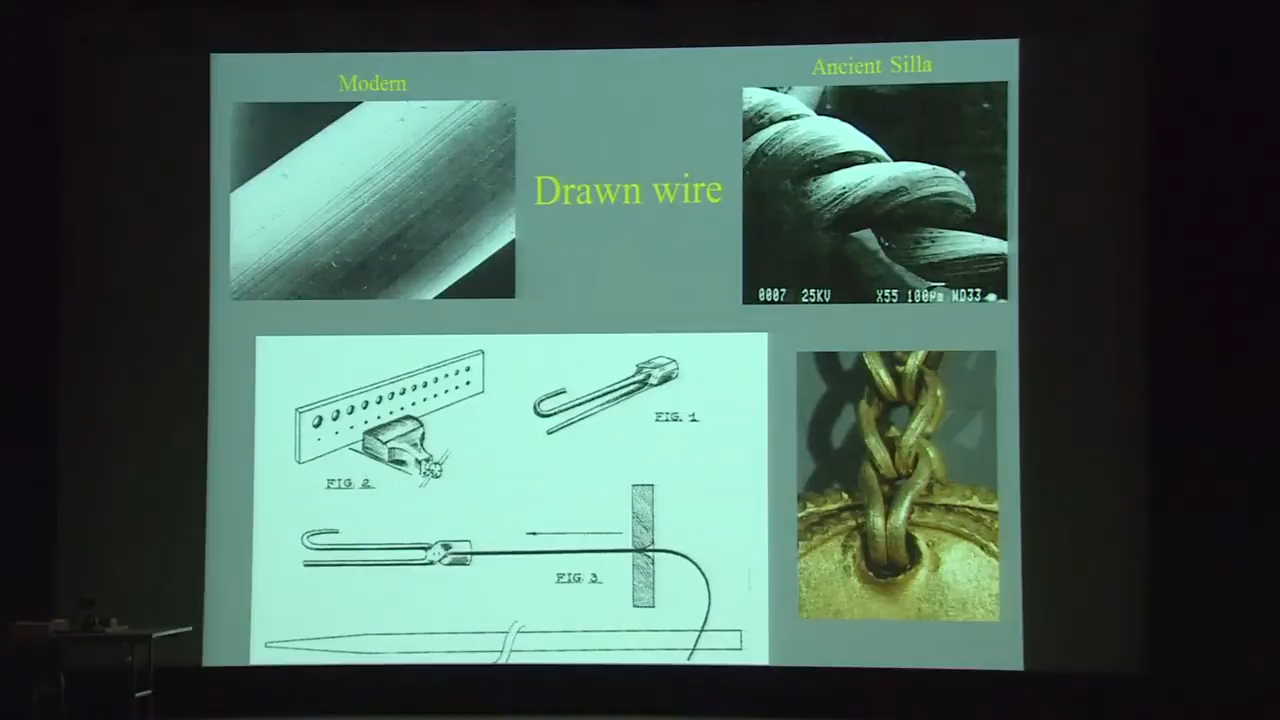 Modern
Ancient Silla
Drawn wire
0007 25KV X55 100µm WD33
FIG 1
FIG 2
FIG 3